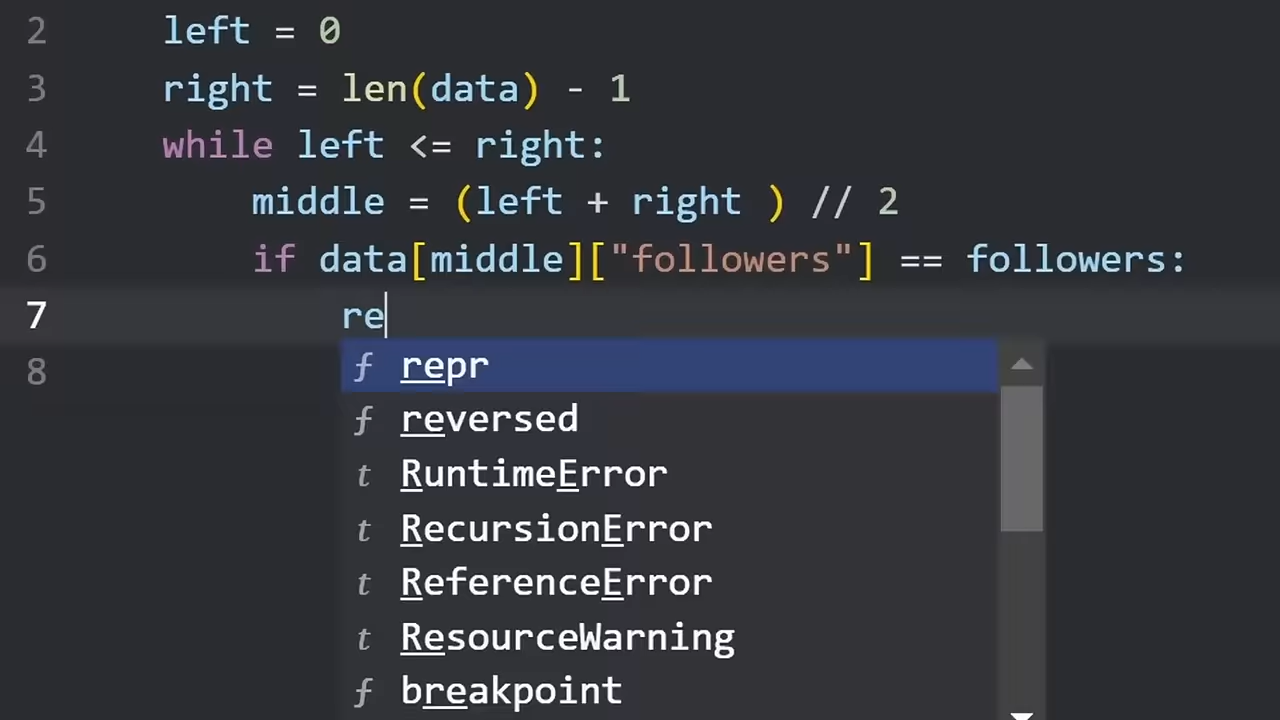 2 left = 0
3 right = len(data) - 1
4 while left <= right:
5 middle = (left + right ) // 2
6 if data[middle]["followers"] == followers:
7 re
8
f repr
f reversed
t RuntimeError
t RecursionError
t ReferenceError
t ResourceWarning
f breakpoint